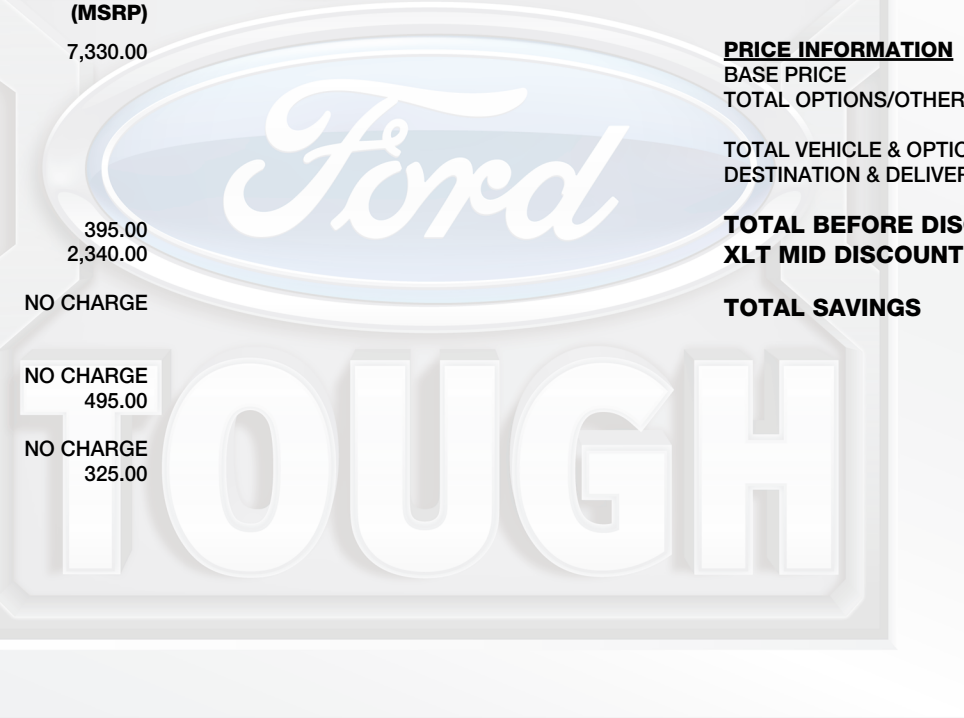 (MSRP)
7,330.00
395.00
2,340.00
NO CHARGE
NO CHARGE
495.00
NO CHARGE
325.00
PRICE INFORMATION
BASE PRICE
TOTAL OPTIONS/OTHER
TOTAL VEHICLE & OPTIO
DESTINATION & DELIVER
TOTAL BEFORE DIS
XLT MID DISCOUNT
TOTAL SAVINGS
Ford
TOUGH